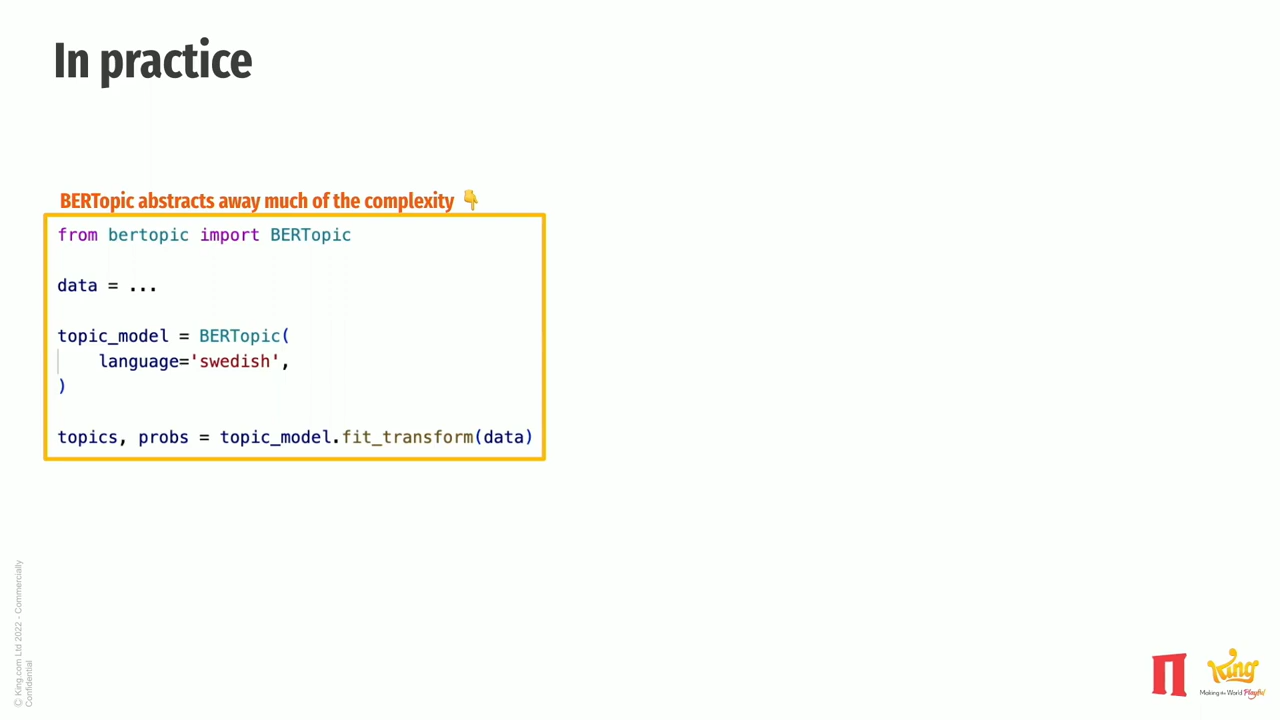 In practice
BERTopic abstracts away much of the complexity 👇
from bertopic import BERTopic
data = ...
topic_model = BERTopic(
language='swedish',
)
topics, probs = topic_model.fit_transform(data)
© King.com Ltd 2022 - Commercially
Confidential
King
Making the World Playful